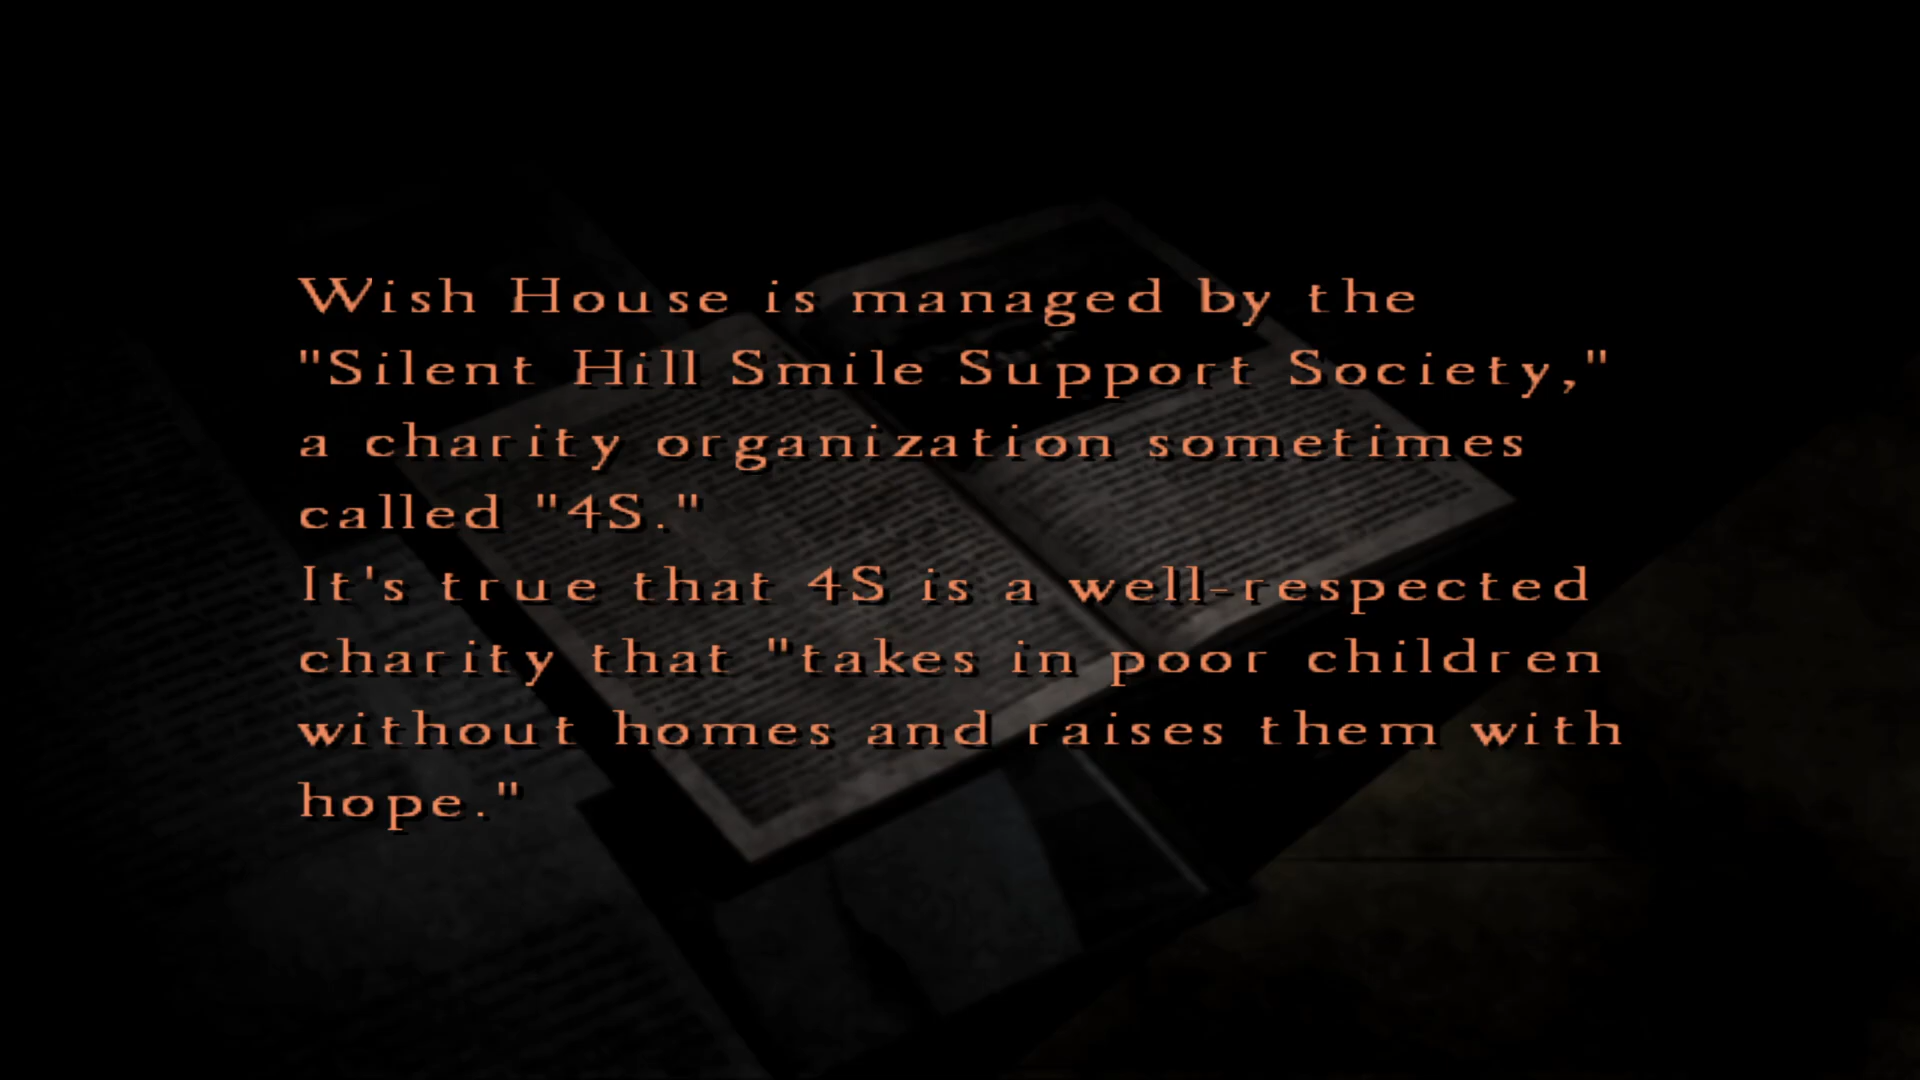 Wish House is managed by the
"Silent Hill Smile Support Society,"
a charity organization sometimes
called "4S."
It's true that 4S is a well-respected
charity that "takes in poor children
without homes and raises them with
hope."